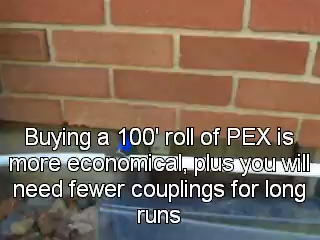 Buying a 100' roll of PEX is
more economical, plus you will
need fewer couplings for long
runs